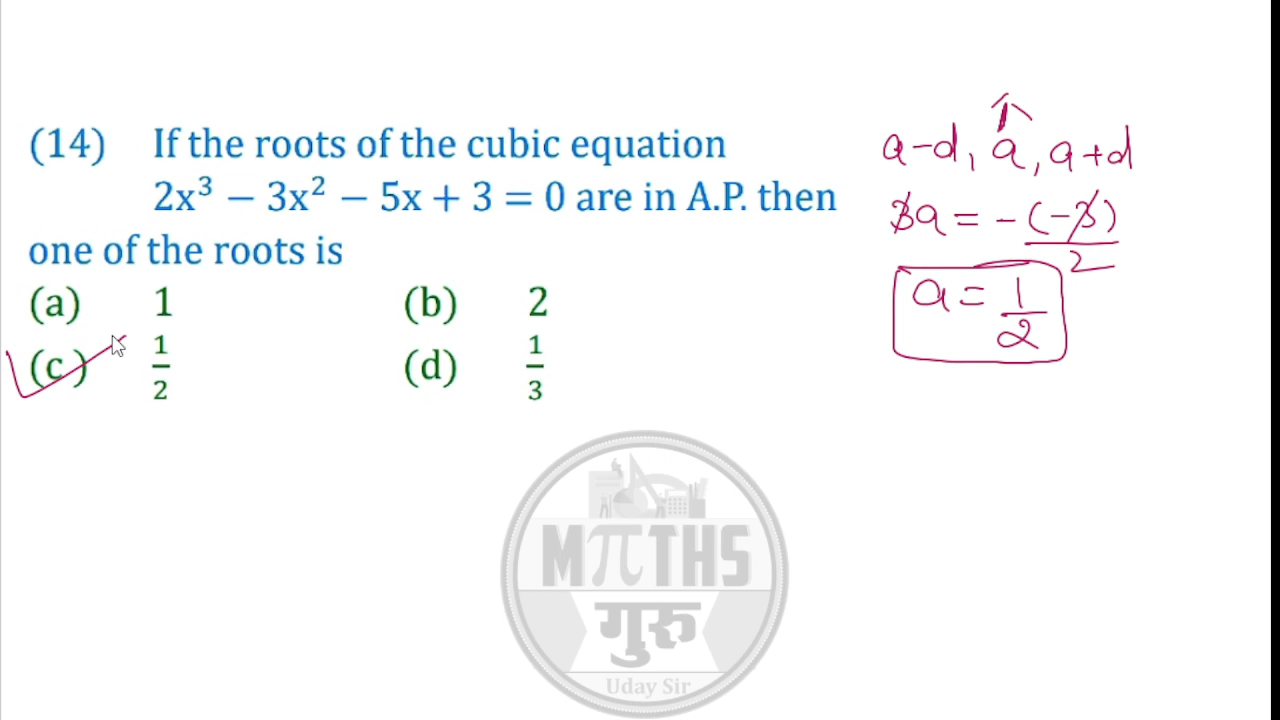 (14) If the roots of the cubic equation
2x³ − 3x² − 5x + 3 = 0 are in A.P. then
one of the roots is
(a) 1 (b) 2
(c) 1/2 (d) 1/3
a-d, a, a+d
3a = -(-3)/2
a = 1/2
MπTHS
गुरु
Uday Sir